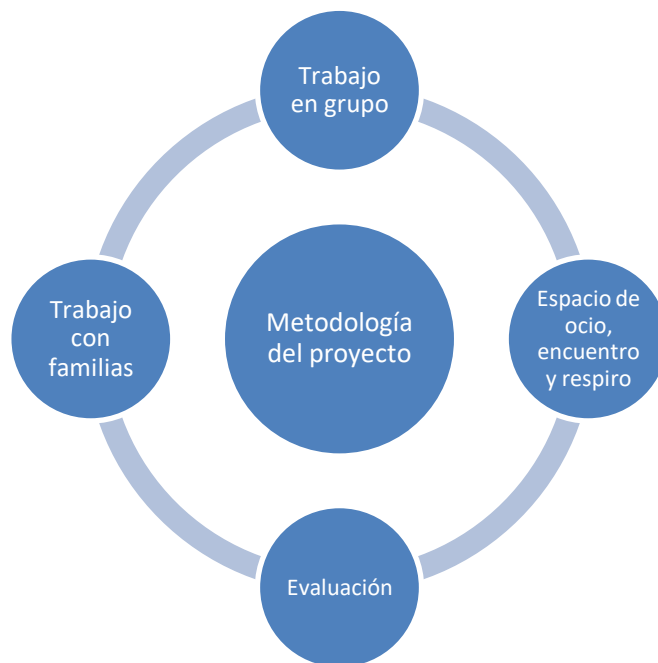 Trabajo
en grupo
Espacio de
ocio,
encuentro
y respiro
Evaluación
Trabajo
con
familias
Metodología
del proyecto